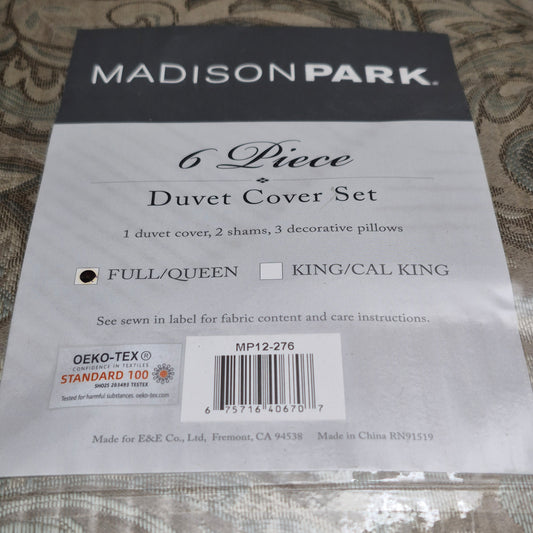 MADISONPARK®
6 Piece
Duvet Cover Set
1 duvet cover, 2 shams, 3 decorative pillows
FULL/QUEEN KING/CAL KING
See sewn in label for fabric content and care instructions.
OEKO-TEX®
CONFIDENCE IN TEXTILES
STANDARD 100
SHO25 203493 TESTEX
Tested for harmful substances. oeko-tex.com
MP12-276
6 75716 40670 7
Made for E&E Co., Ltd, Fremont, CA 94538 Made in China RN91519